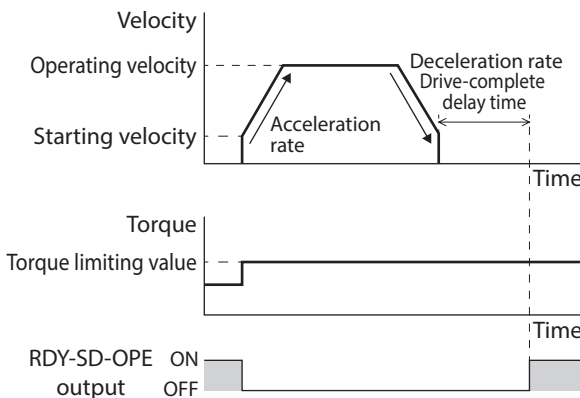 Velocity
Operating velocity
Deceleration rate
Drive-complete
delay time
Starting velocity
Acceleration
rate
Time
Torque
Torque limiting value
Time
RDY-SD-OPE ON
output OFF